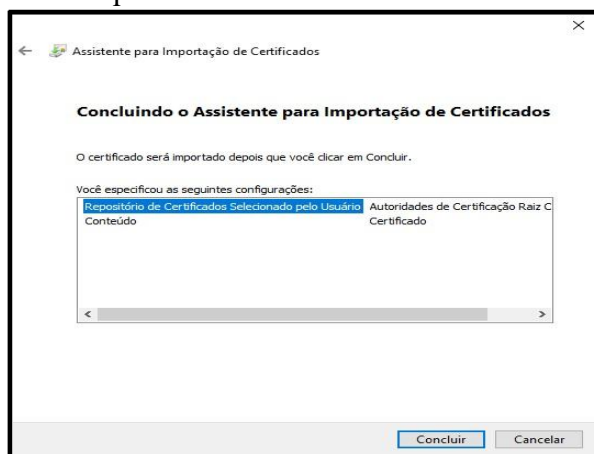 Assistente para Importação de Certificados
Concluindo o Assistente para Importação de Certificados
O certificado será importado depois que você clicar em Concluir.
Você especificou as seguintes configurações:
Repositório de Certificados Selecionado pelo Usuário Autoridades de Certificação Raiz C
Conteúdo Certificado
Concluir Cancelar